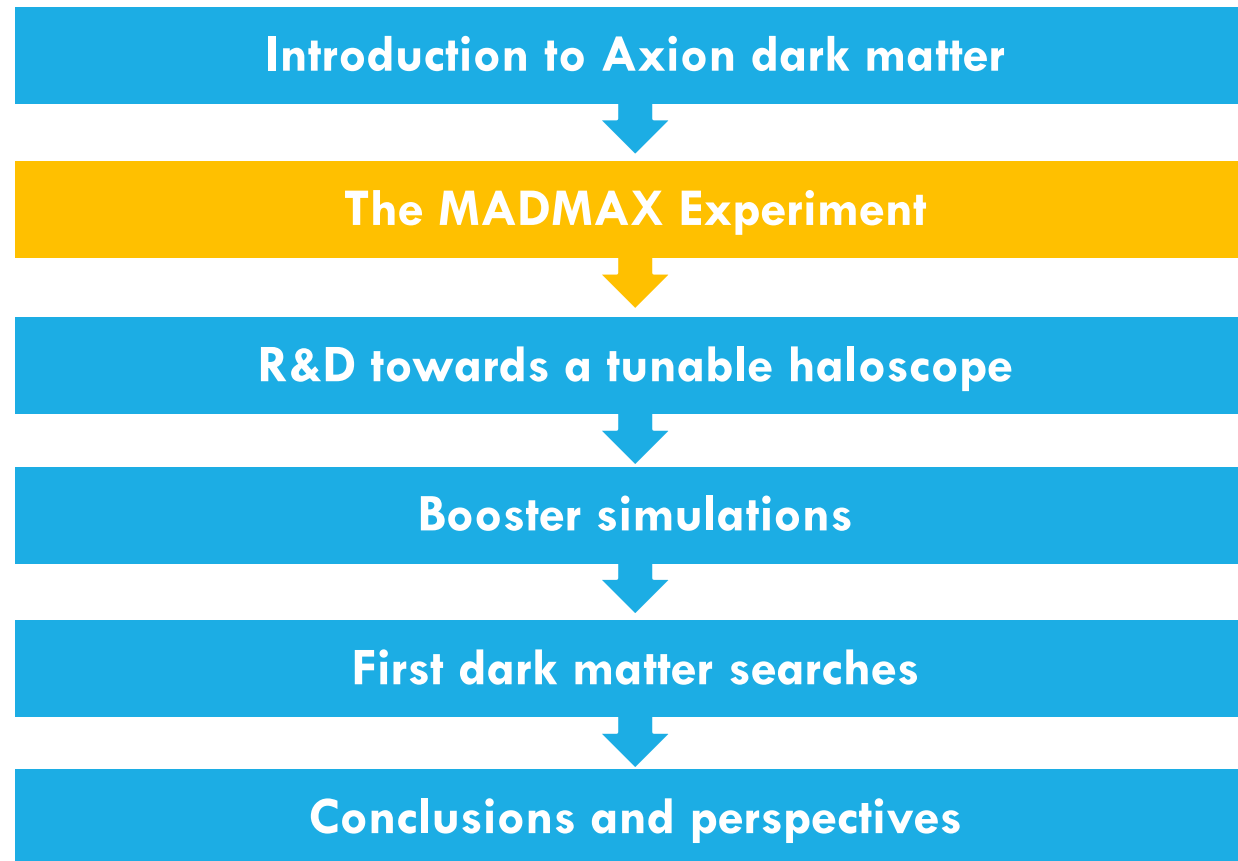 Introduction to Axion dark matter
The MADMAX Experiment
R&D towards a tunable haloscope
Booster simulations
First dark matter searches
Conclusions and perspectives